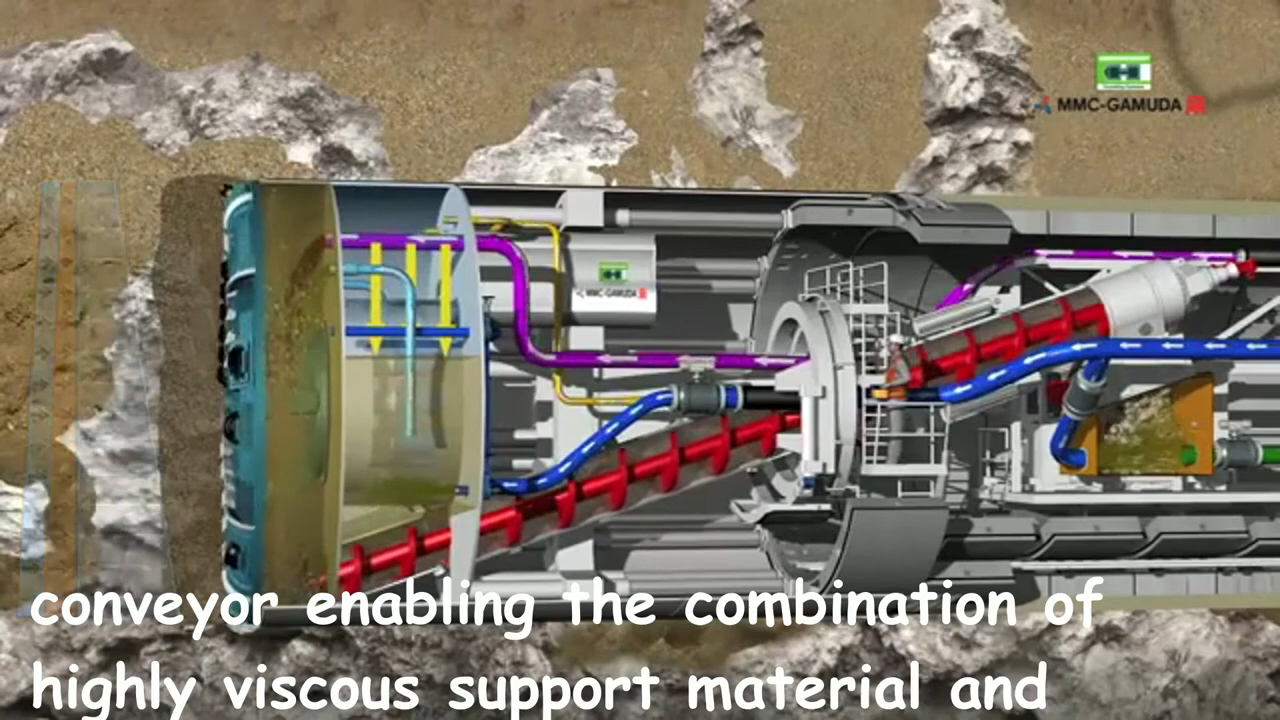 MMC-GAMUDA
MMC-GAMUDA
conveyor enabling the combination of
highly viscous support material and